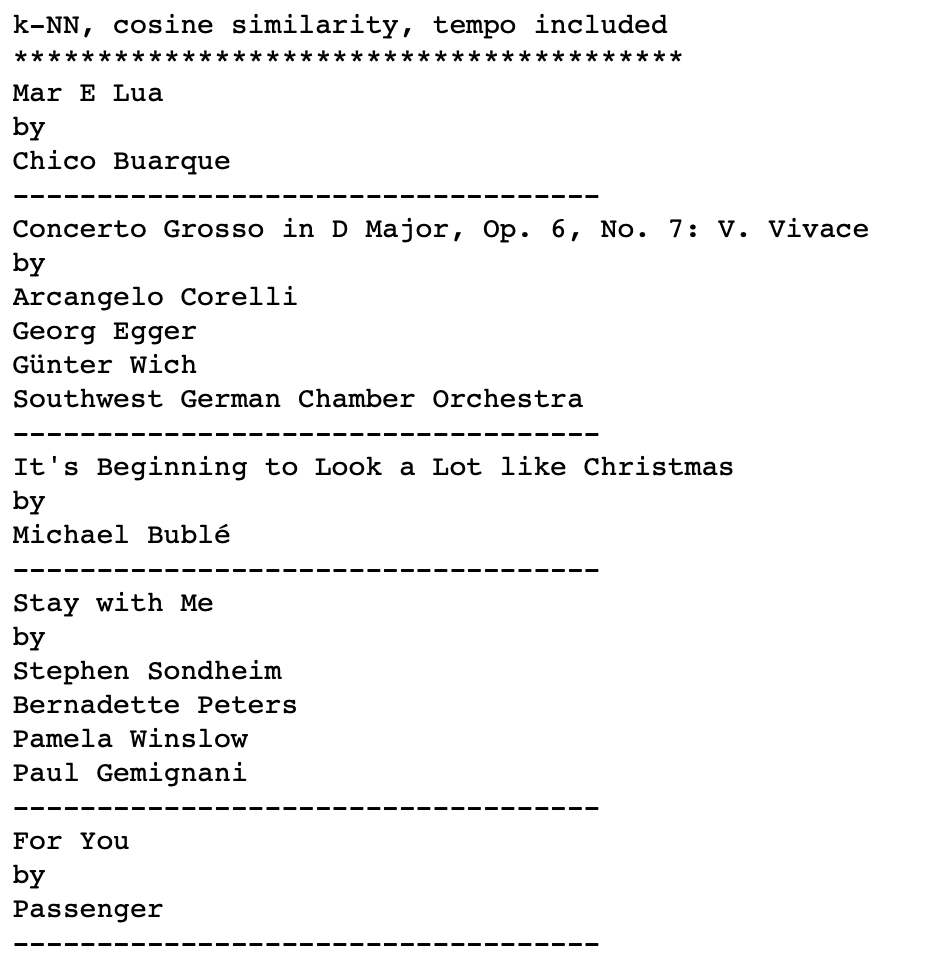 k-NN, cosine similarity, tempo included
****************************************
Mar E Lua
by
Chico Buarque
-----------------------------------
Concerto Grosso in D Major, Op. 6, No. 7: V. Vivace
by
Arcangelo Corelli
Georg Egger
Günter Wich
Southwest German Chamber Orchestra
-----------------------------------
It's Beginning to Look a Lot like Christmas
by
Michael Bublé
-----------------------------------
Stay with Me
by
Stephen Sondheim
Bernadette Peters
Pamela Winslow
Paul Gemignani
-----------------------------------
For You
by
Passenger
-----------------------------------